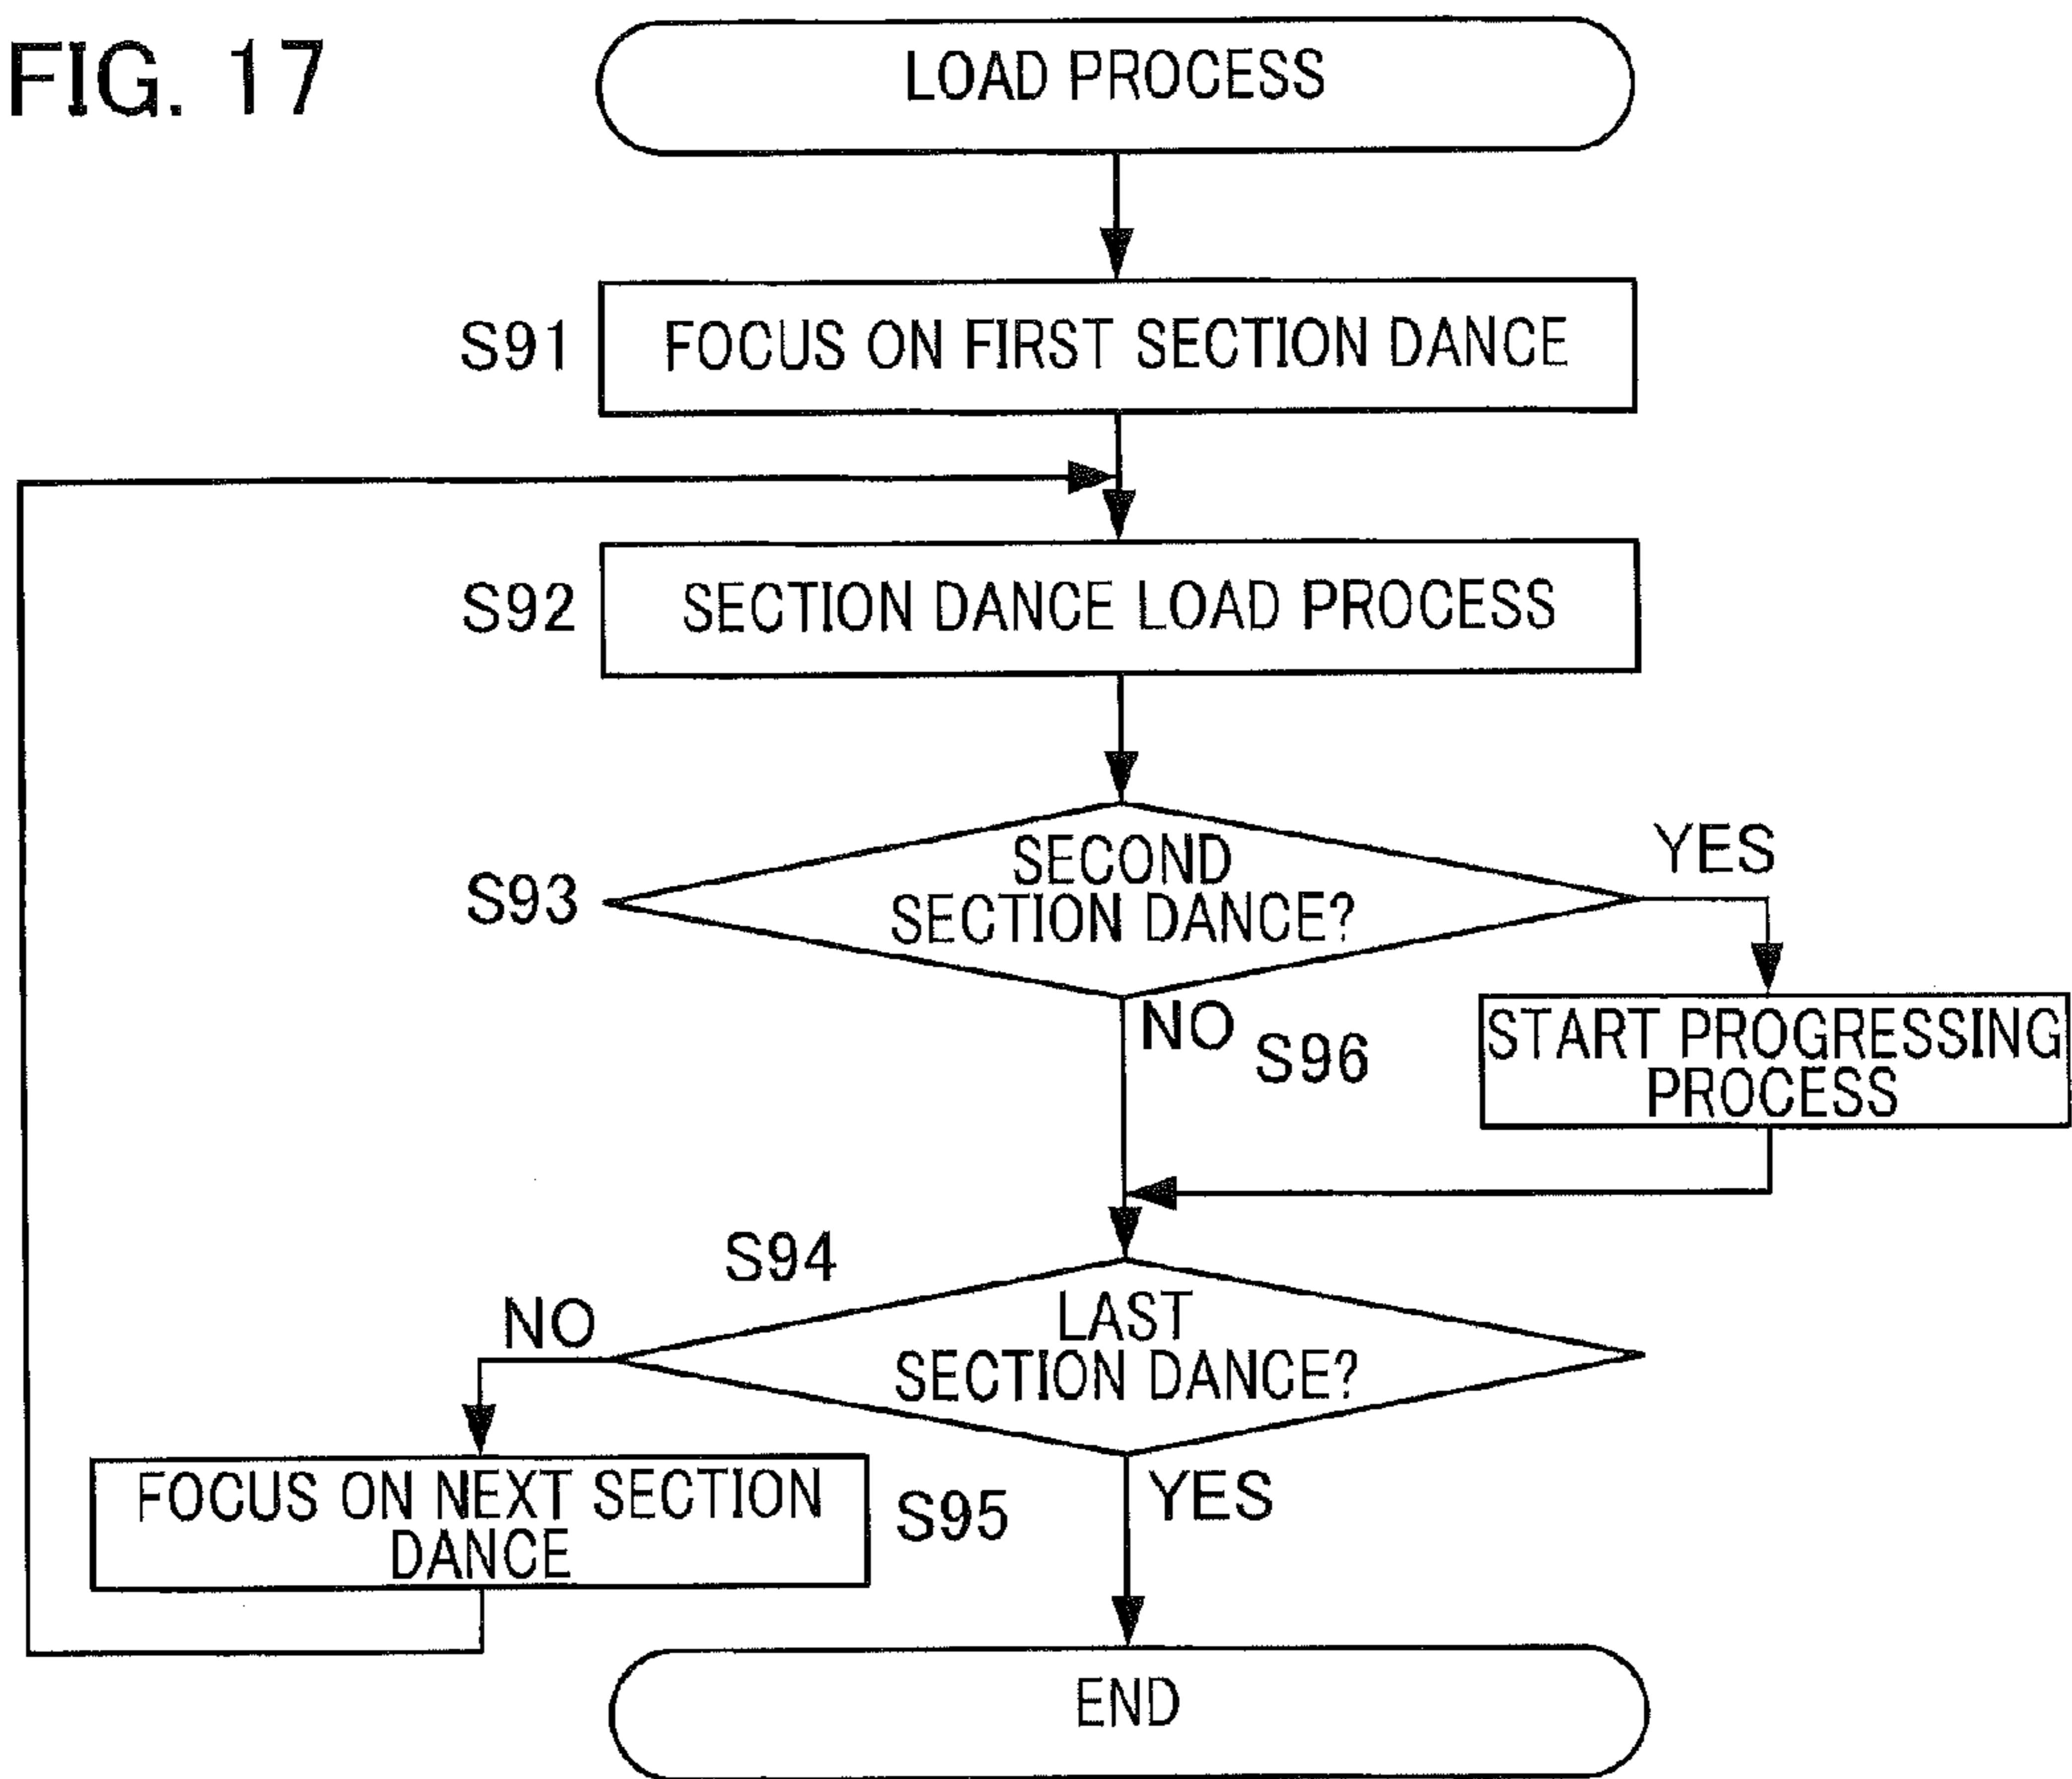 FIG. 17
LOAD PROCESS
S91
FOCUS ON FIRST SECTION DANCE
S92
SECTION DANCE LOAD PROCESS
S93
SECOND
SECTION DANCE?
YES
NO
S96
START PROGRESSING
PROCESS
S94
LAST
SECTION DANCE?
NO
YES
FOCUS ON NEXT SECTION
DANCE
S95
END